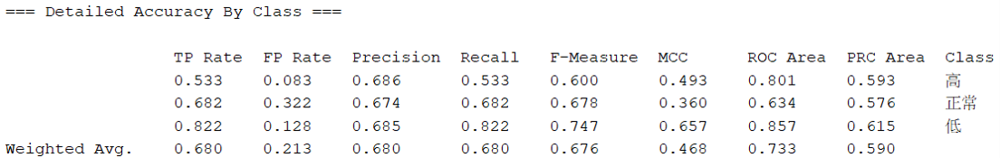 === Detailed Accuracy By Class ===
TP Rate FP Rate Precision Recall F-Measure MCC ROC Area PRC Area Class
0.533 0.083 0.686 0.533 0.600 0.493 0.801 0.593 高
0.682 0.322 0.674 0.682 0.678 0.360 0.634 0.576 正常
0.822 0.128 0.685 0.822 0.747 0.657 0.857 0.615 低
Weighted Avg. 0.680 0.213 0.680 0.680 0.676 0.468 0.733 0.590